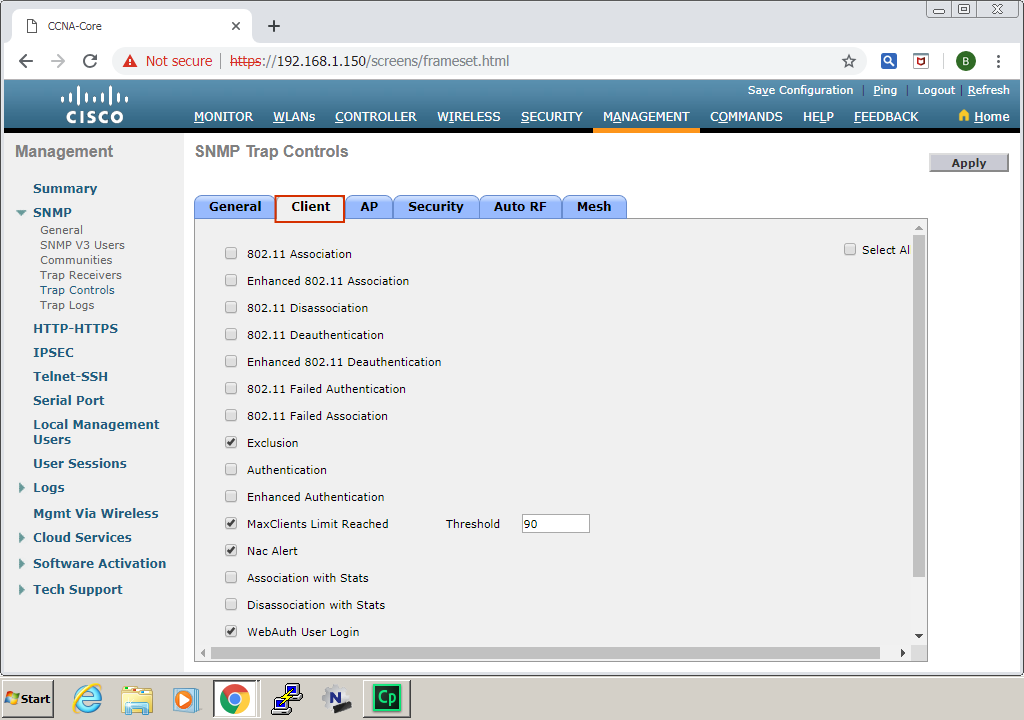 CCNA-Core
Not secure | https://192.168.1.150/screens/frameset.html
B
Save Configuration | Ping | Logout | Refresh
CISCO
MONITOR WLANs CONTROLLER WIRELESS SECURITY MANAGEMENT COMMANDS HELP FEEDBACK Home
Management
Summary
SNMP
General
SNMP V3 Users
Communities
Trap Receivers
Trap Controls
Trap Logs
HTTP-HTTPS
IPSEC
Telnet-SSH
Serial Port
Local Management
Users
User Sessions
Logs
Mgmt Via Wireless
Cloud Services
Software Activation
Tech Support
SNMP Trap Controls
Apply
General Client AP Security Auto RF Mesh
Select Al
802.11 Association
Enhanced 802.11 Association
802.11 Disassociation
802.11 Deauthentication
Enhanced 802.11 Deauthentication
802.11 Failed Authentication
802.11 Failed Association
Exclusion
Authentication
Enhanced Authentication
MaxClients Limit Reached Threshold 90
Nac Alert
Association with Stats
Disassociation with Stats
WebAuth User Login
Start
N
Cp